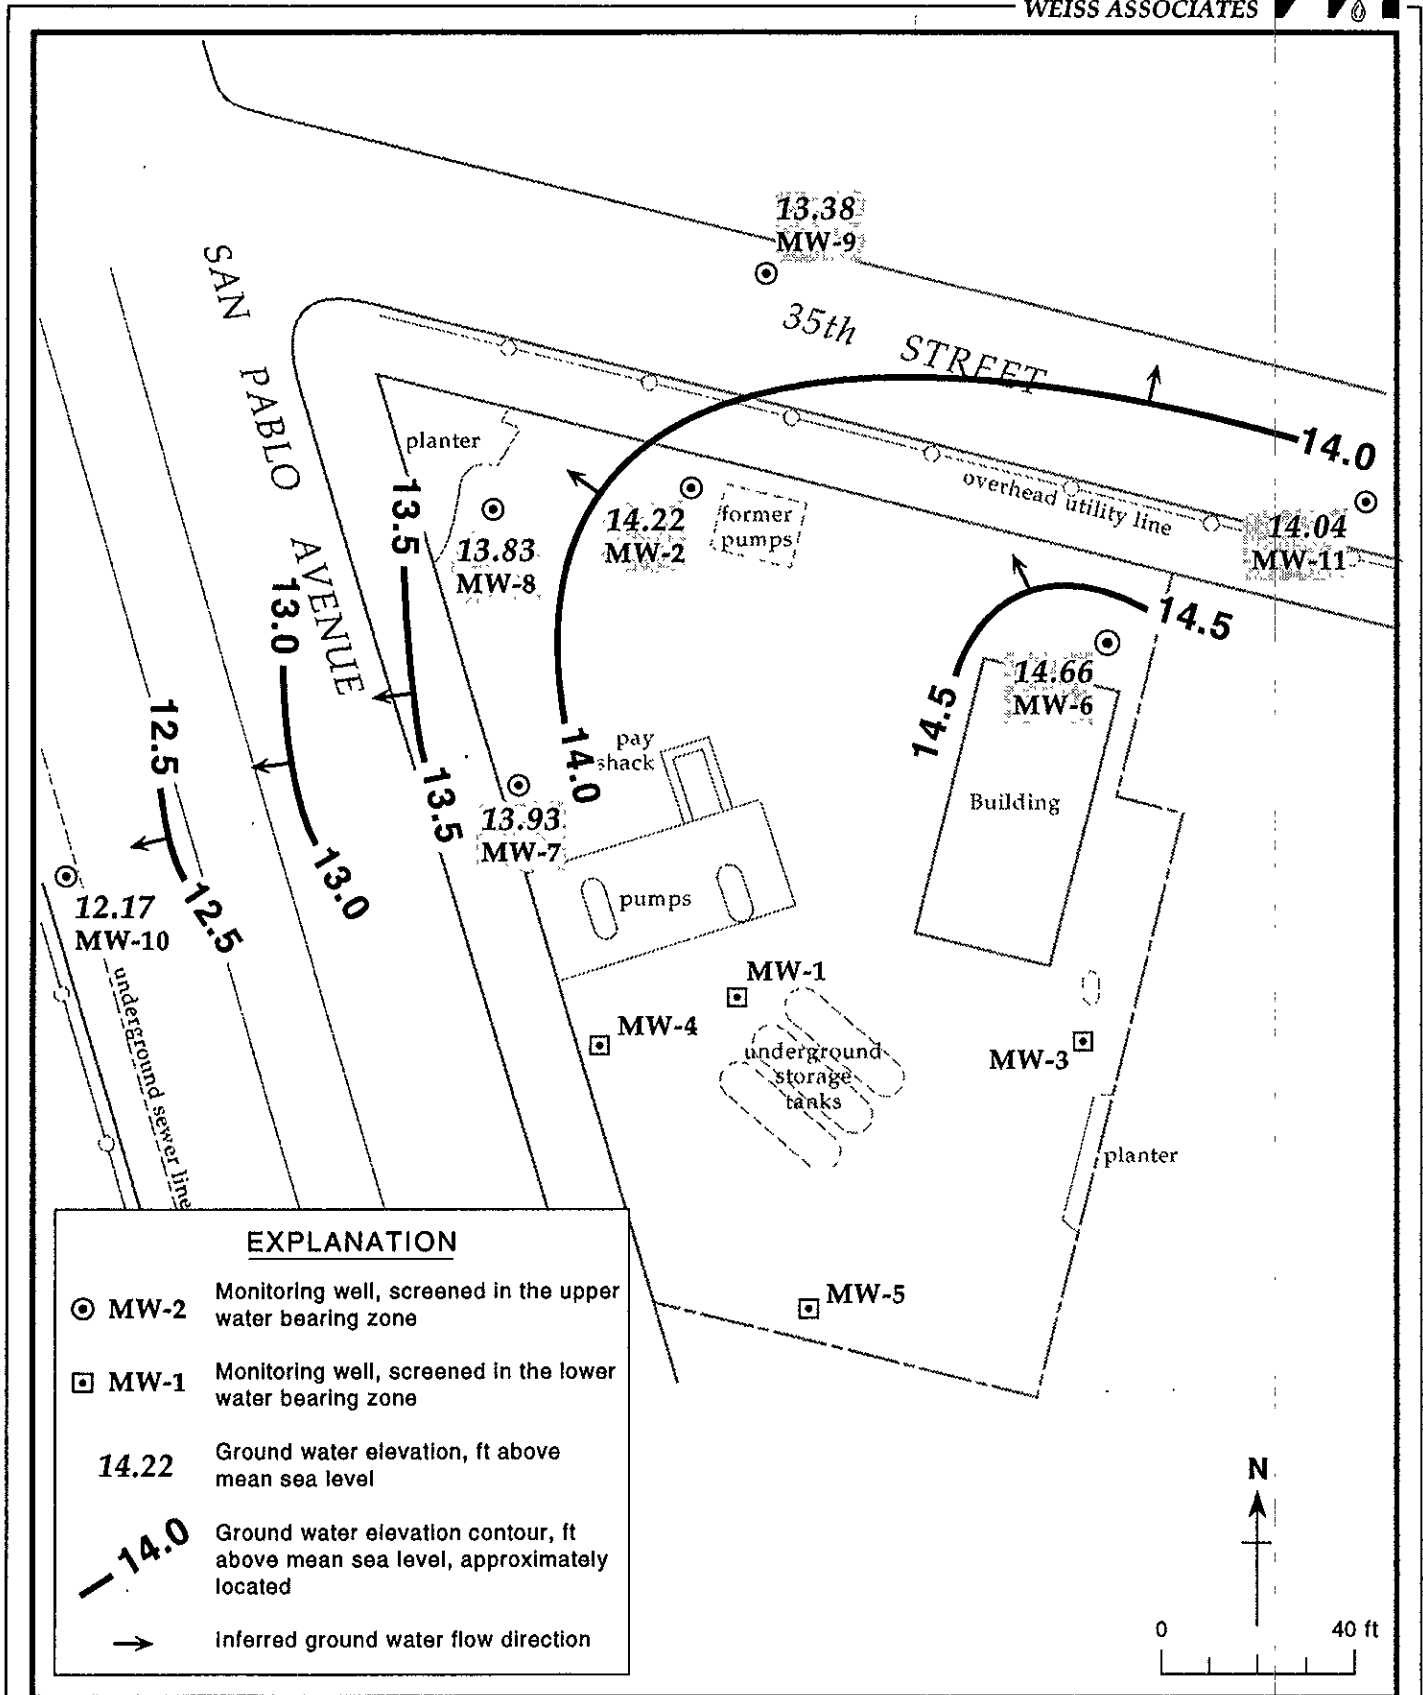 WEISS ASSOCIATES
13.38
MW-9
SAN PABLO AVENUE
35th STREET
planter
14.0
13.5
13.83
MW-8
14.22
MW-2
former
pumps
overhead utility line
14.04
MW-11
13.0
14.5
14.66
MW-6
14.5
12.5
pay
shack
14.0
13.5
13.93
MW-7
Building
13.0
pumps
12.17
MW-10
12.5
underground sewer line
MW-1
MW-4
MW-3
underground
storage
tanks
planter
MW-5
EXPLANATION
MW-2
Monitoring well, screened in the upper
water bearing zone
MW-1
Monitoring well, screened in the lower
water bearing zone
14.22
Ground water elevation, ft above
mean sea level
14.0
Ground water elevation contour, ft
above mean sea level, approximately
located
Inferred ground water flow direction
N
0 40 ft